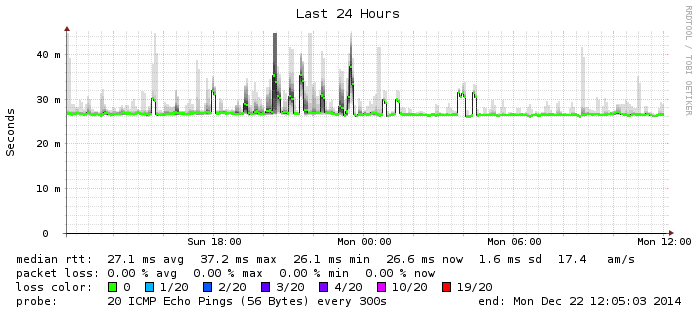 Last 24 Hours
RRDTOOL / TOBI OETIKER
Seconds
40 m
30 m
20 m
10 m
0
Sun 18:00 Mon 00:00 Mon 06:00 Mon 12:00
median rtt: 27.1 ms avg 37.2 ms max 26.1 ms min 26.6 ms now 1.6 ms sd 17.4 am/s
packet loss: 0.00 % avg 0.00 % max 0.00 % min 0.00 % now
loss color: 0 1/20 2/20 3/20 4/20 10/20 19/20
probe: 20 ICMP Echo Pings (56 Bytes) every 300s end: Mon Dec 22 12:05:03 2014